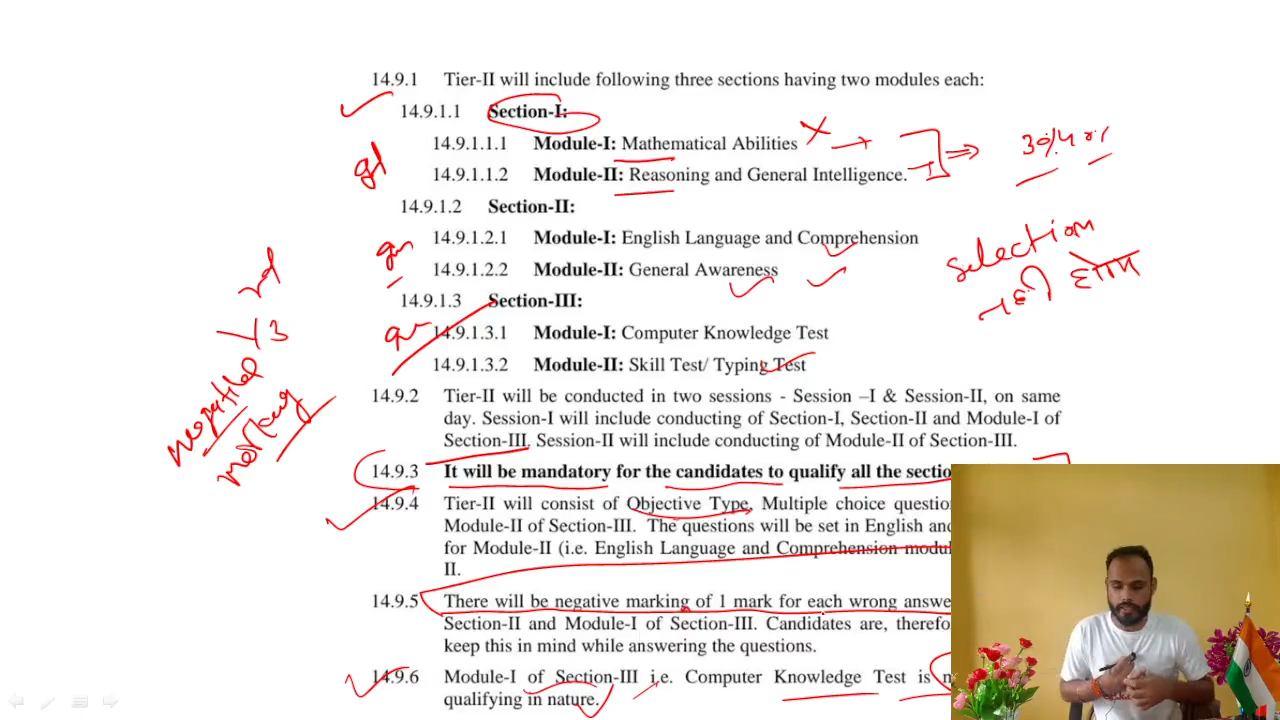 14.9.1 Tier-II will include following three sections having two modules each:
14.9.1.1 Section-I:
14.9.1.1.1 Module-I: Mathematical Abilities
14.9.1.1.2 Module-II: Reasoning and General Intelligence.
14.9.1.2 Section-II:
14.9.1.2.1 Module-I: English Language and Comprehension
14.9.1.2.2 Module-II: General Awareness
14.9.1.3 Section-III:
14.9.1.3.1 Module-I: Computer Knowledge Test
14.9.1.3.2 Module-II: Skill Test/ Typing Test
14.9.2 Tier-II will be conducted in two sessions - Session –I & Session-II, on same
day. Session-I will include conducting of Section-I, Section-II and Module-I of
Section-III. Session-II will include conducting of Module-II of Section-III.
14.9.3 It will be mandatory for the candidates to qualify all the sectio
14.9.4 Tier-II will consist of Objective Type, Multiple choice question
Module-II of Section-III. The questions will be set in English and
for Module-II (i.e. English Language and Comprehension modul
II.
14.9.5 There will be negative marking of 1 mark for each wrong answe
Section-II and Module-I of Section-III. Candidates are, therefo
keep this in mind while answering the questions.
14.9.6 Module-I of Section-III i.e. Computer Knowledge Test is
qualifying in nature.
selection
नहीं होगा
1/3 rd
marking